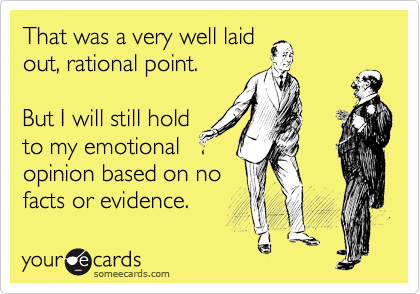 That was a very well laid
out, rational point.
But I will still hold
to my emotional
opinion based on no
facts or evidence.
your e cards
someecards.com